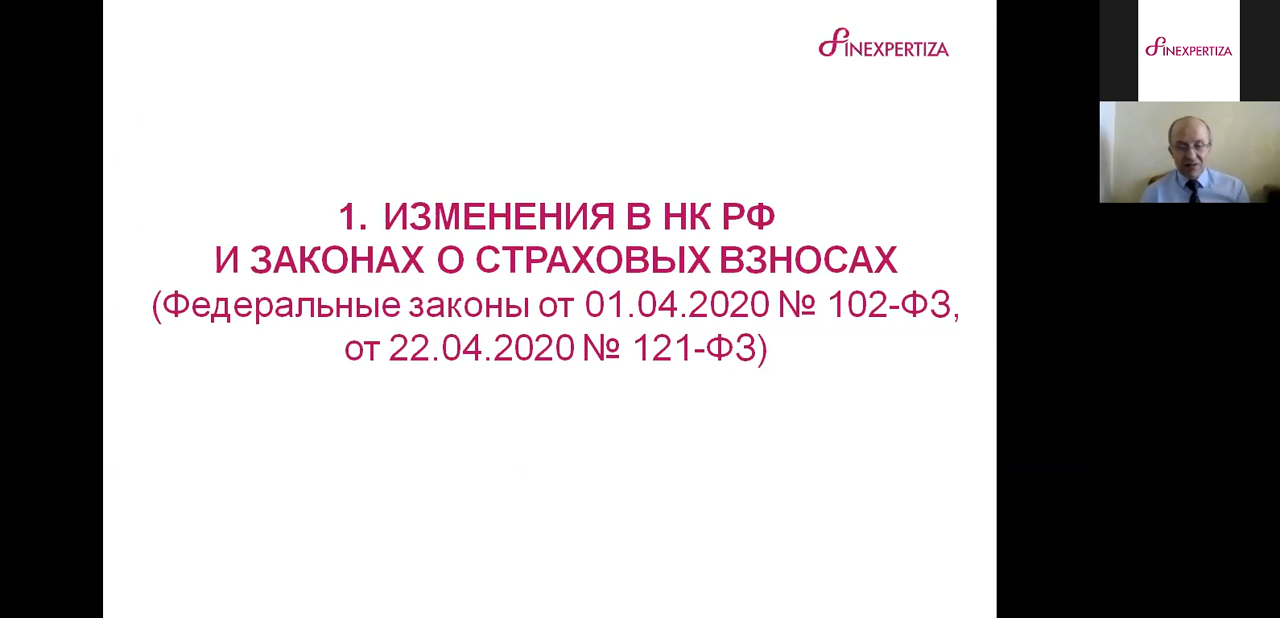 FINEXPERTIZA
FINEXPERTIZA
1. ИЗМЕНЕНИЯ В НК РФ
И ЗАКОНАХ О СТРАХОВЫХ ВЗНОСАХ
(Федеральные законы от 01.04.2020 № 102-ФЗ,
от 22.04.2020 № 121-ФЗ)